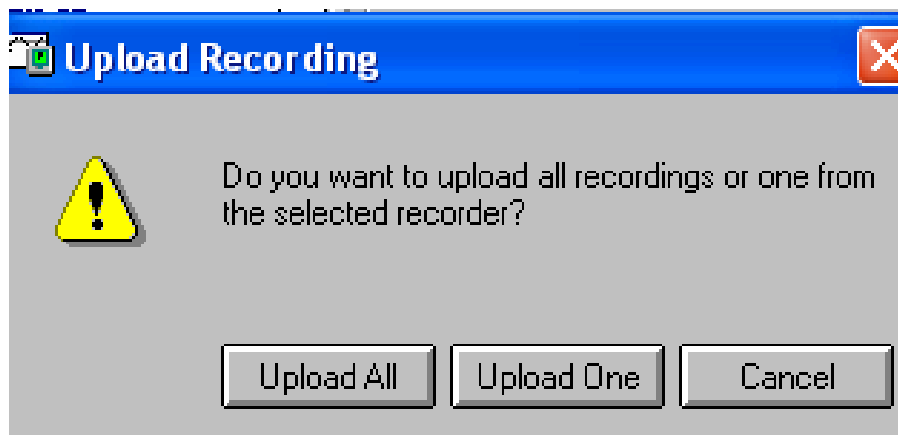 Upload Recording
Do you want to upload all recordings or one from
the selected recorder?
Upload All
Upload One
Cancel